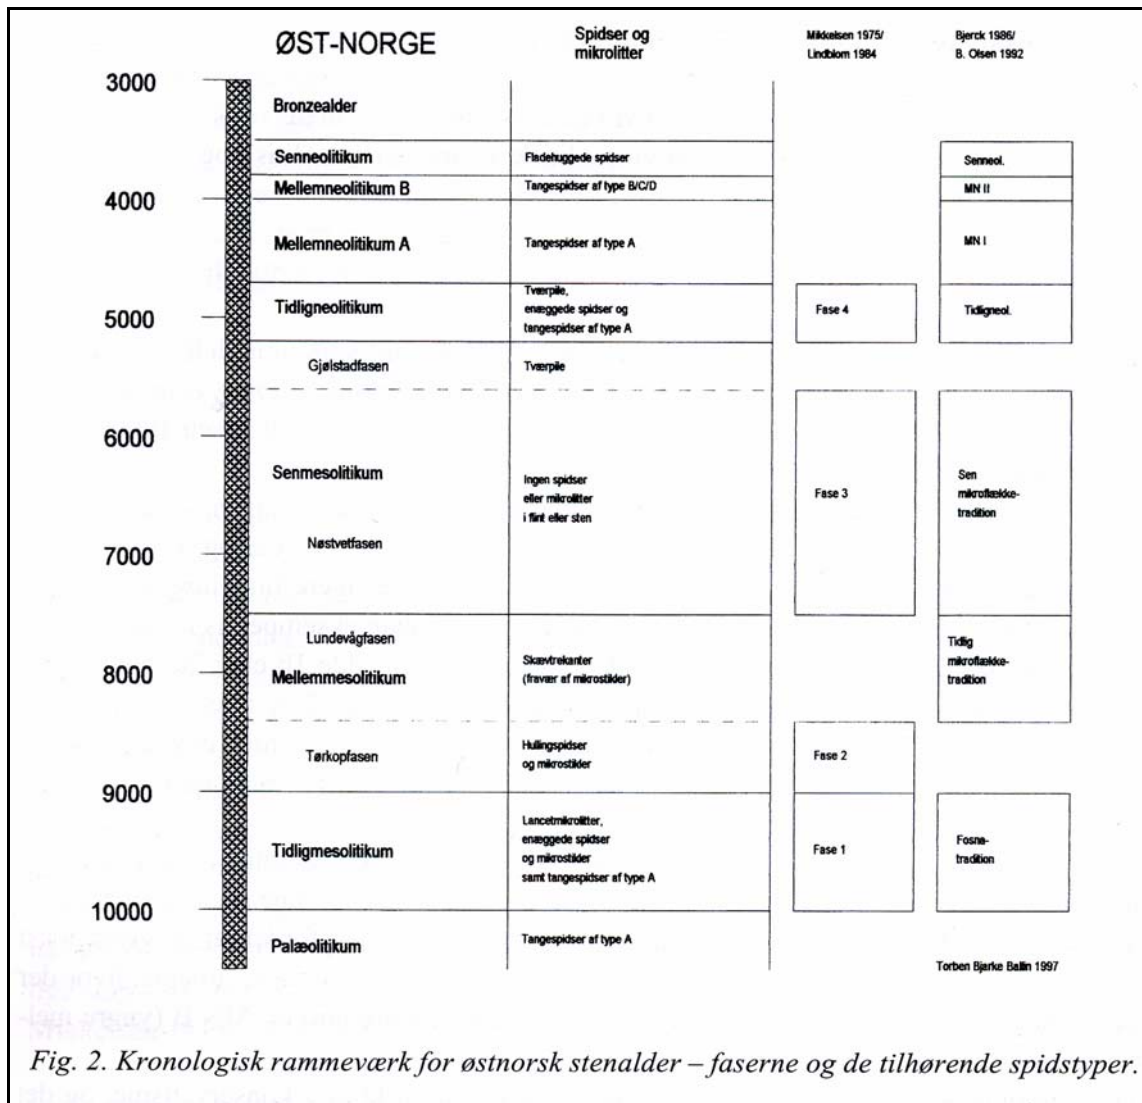 ØST-NORGE
Spidser og
mikrolitter
Mikkelsen 1975/
Lindblom 1984
Bjerck 1986/
B. Olsen 1992
3000
Bronzealder
Senneolitikum
Fladehuggede spidser
Senneol.
Mellemneolitikum B
Tangespidser af type B/C/D
MN II
4000
Mellemneolitikum A
Tangespidser af type A
MN I
Tidligneolitikum
Tværpile,
enæggede spidser og
tangespidser af type A
Fase 4
Tidligneol.
5000
Gjølstadfasen
Tværpile
6000
Senmesolitikum
Ingen spidser
eller mikrolitter
i flint eller sten
Fase 3
Sen
mikroflække-
tradition
Nøstvetfasen
7000
Lundevågfasen
Mellemmesolitikum
Skævtrekanter
(fravær af mikrostikler)
Tidlig
mikroflække-
tradition
8000
Tørkopfasen
Hullingspidser
og mikrostikler
Fase 2
9000
Tidligmesolitikum
Lancetmikrolitter,
enæggede spidser
og mikrostikler
samt tangespidser af type A
Fase 1
Fosna-
tradition
10000
Palæolitikum
Tangespidser af type A
Torben Bjarke Ballin 1997
Fig. 2. Kronologisk rammeværk for østnorsk stenalder – faserne og de tilhørende spidstyper.